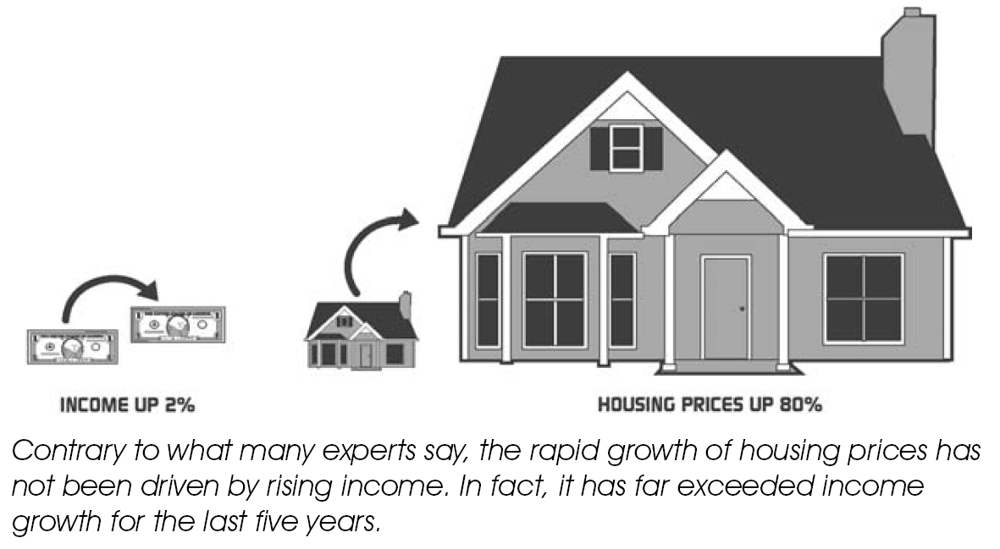 INCOME UP 2%
HOUSING PRICES UP 80%
Contrary to what many experts say, the rapid growth of housing prices has
not been driven by rising income. In fact, it has far exceeded income
growth for the last five years.